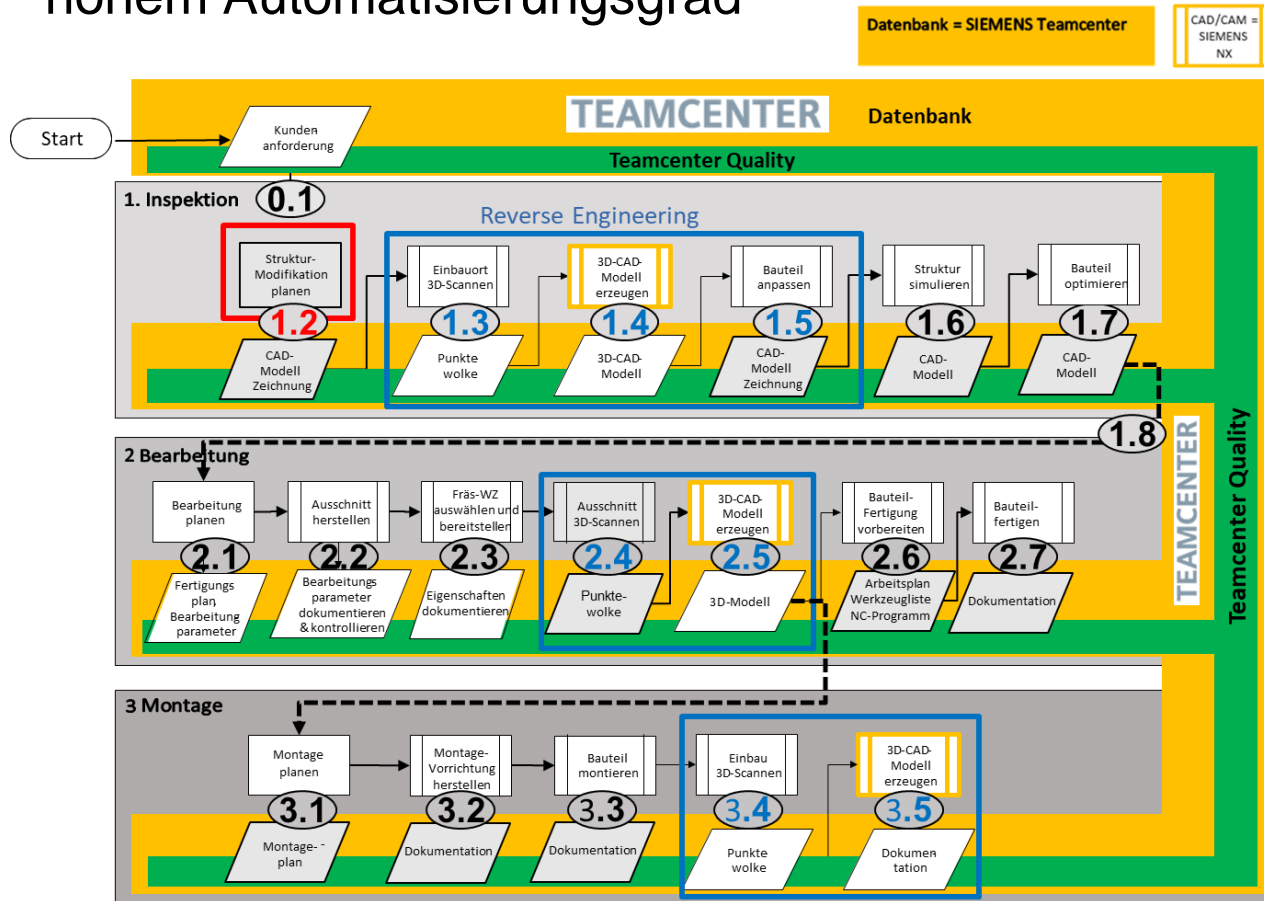 hohem Automatisierungsgrad
Datenbank = SIEMENS Teamcenter
CAD/CAM =
SIEMENS
NX
TEAMCENTER
Datenbank
Start
Kunden
anforderung
Teamcenter Quality
1. Inspektion
0.1
Reverse Engineering
Struktur-
Modifikation
planen
Einbauort
3D-Scannen
3D-CAD-
Modell
erzeugen
Bauteil
anpassen
Struktur
simulieren
Bauteil
optimieren
1.2
1.3
1.4
1.5
1.6
1.7
CAD-
Modell
Zeichnung
Punkte
wolke
3D-CAD-
Modell
CAD-
Modell
Zeichnung
CAD-
Modell
CAD-
Modell
1.8
TEAMCENTER
Teamcenter Quality
2 Bearbeitung
Bearbeitung
planen
Ausschnitt
herstellen
Fräs-WZ
auswählen und
bereitstellen
Ausschnitt
3D-Scannen
3D-CAD-
Modell
erzeugen
Bauteil-
Fertigung
vorbereiten
Bauteil-
fertigen
2.1
2.2
2.3
2.4
2.5
2.6
2.7
Fertigungs
plan,
Bearbeitung
parameter
Bearbeitungs
parameter
dokumentieren
& kontrollieren
Eigenschaften
dokumentieren
Punkte-
wolke
3D-Modell
Arbeitsplan
Werkzeugliste
NC-Programm
Dokumentation
3 Montage
Montage
planen
Montage-
Vorrichtung
herstellen
Bauteil
montieren
Einbau
3D-Scannen
3D-CAD-
Modell
erzeugen
3.1
3.2
3.3
3.4
3.5
Montage- -
plan
Dokumentation
Dokumentation
Punkte
wolke
Dokumen
tation